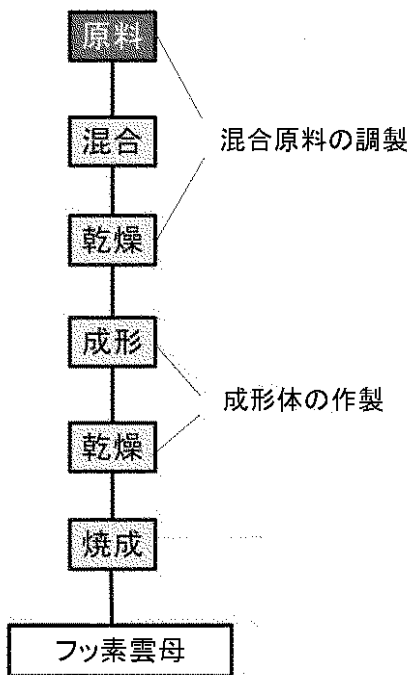 原料
混合
混合原料の調製
乾燥
成形
成形体の作製
乾燥
焼成
フッ素雲母